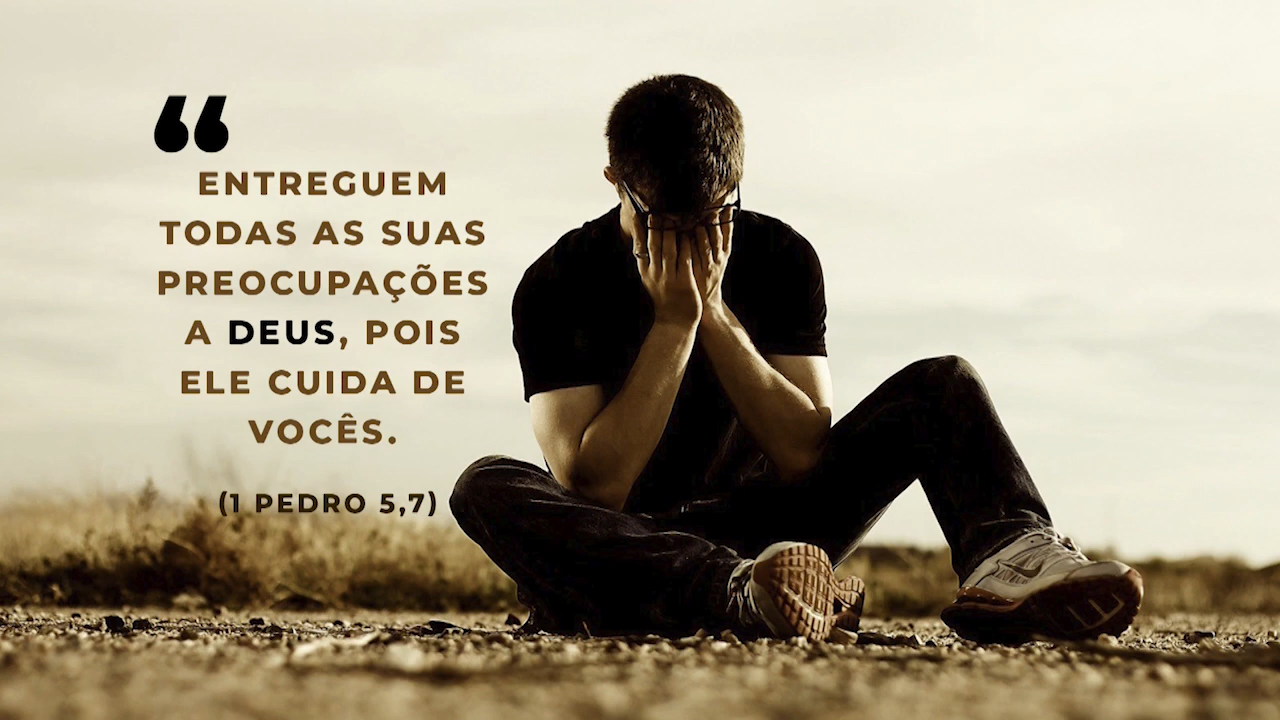 “
ENTREGUEM
TODAS AS SUAS
PREOCUPAÇÕES
A DEUS, POIS
ELE CUIDA DE
VOCÊS.
(1 PEDRO 5,7)